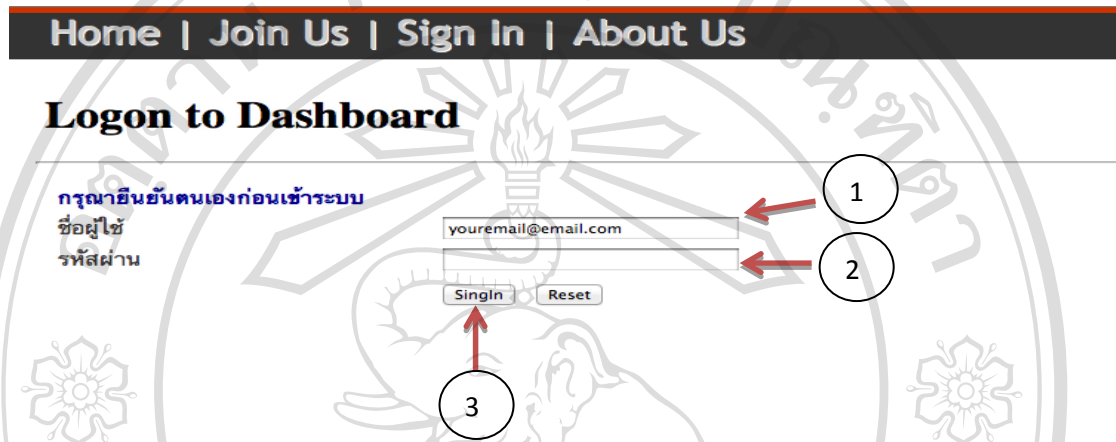 Home | Join Us | Sign In | About Us
Logon to Dashboard
กรุณายืนยันตนเองก่อนเข้าระบบ
ชื่อผู้ใช้ youremail@email.com
รหัสผ่าน
SingIn Reset
1
2
3